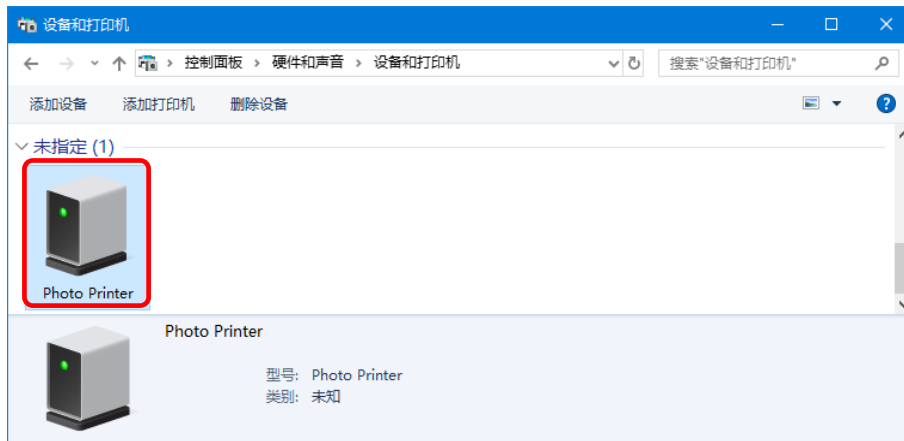 设备和打印机
控制面板 › 硬件和声音 › 设备和打印机
搜索"设备和打印机"
添加设备 添加打印机 删除设备
未指定 (1)
Photo Printer
Photo Printer
型号: Photo Printer
类别: 未知